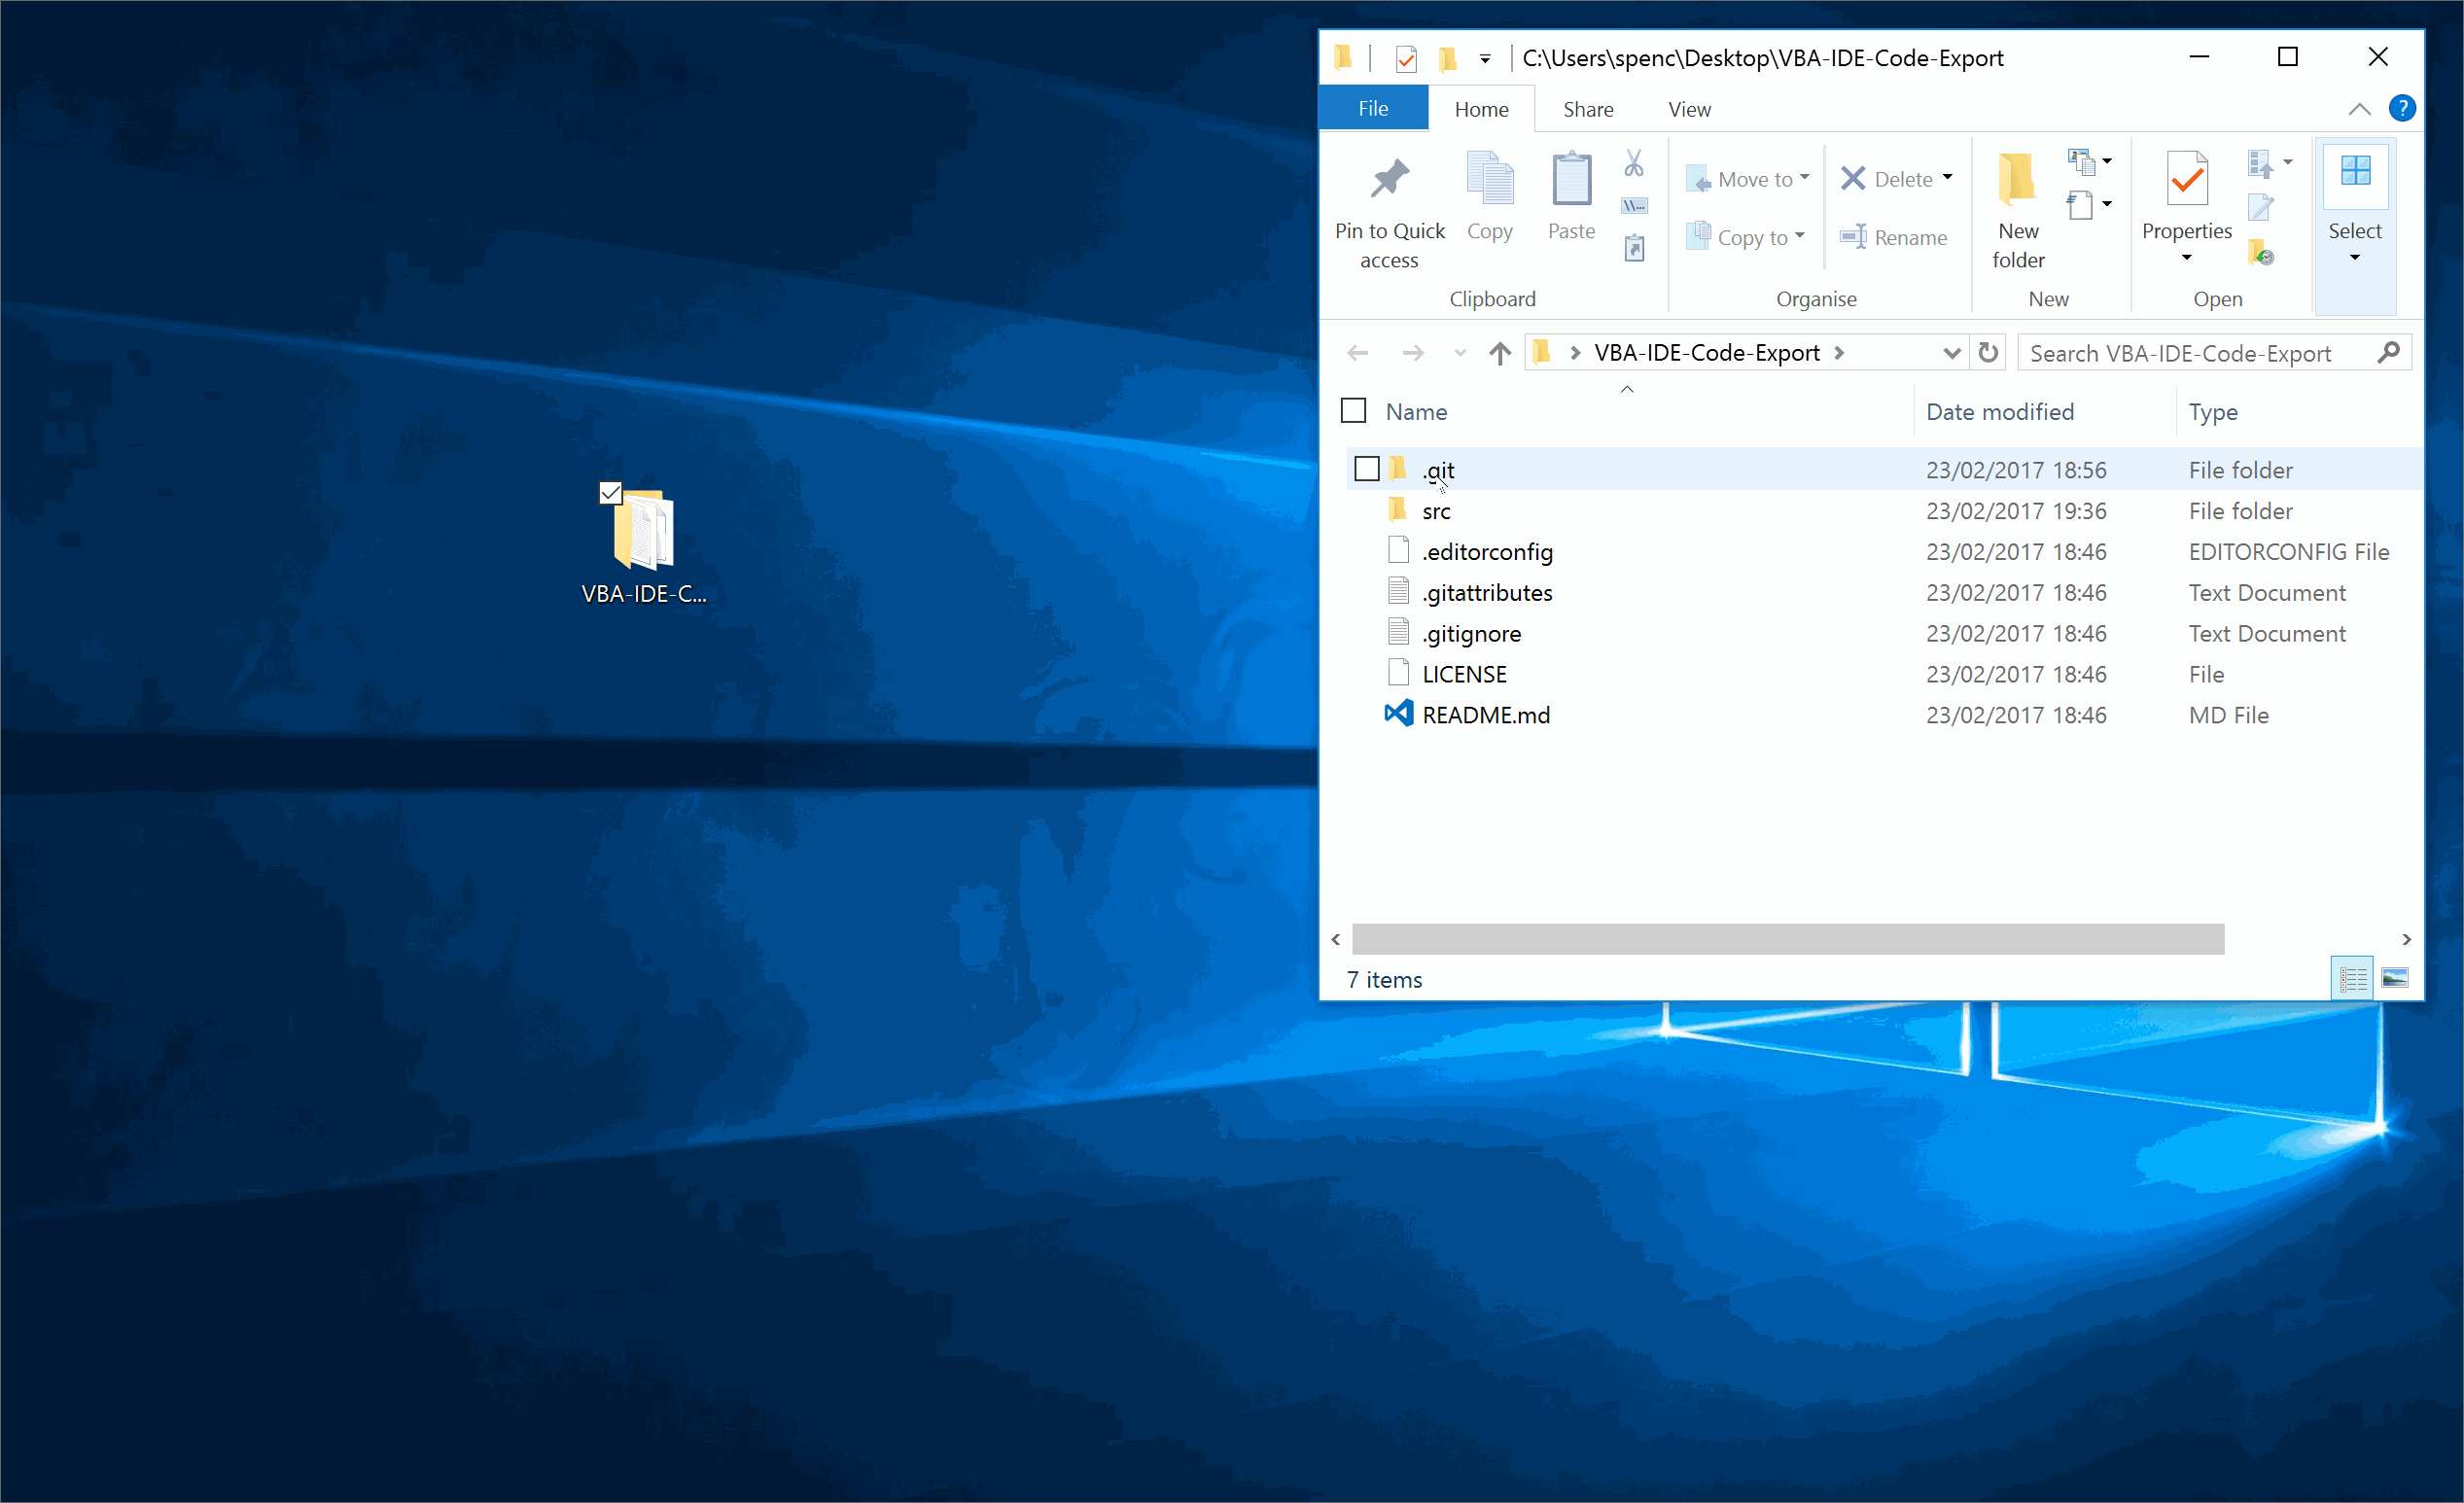 C:\Users\spenc\Desktop\VBA-IDE-Code-Export
File Home Share View
?
Pin to Quick access
Copy
Paste
\\...
Move to
Copy to
Delete
Rename
New folder
Properties
Select
Clipboard
Organise
New
Open
VBA-IDE-Code-Export
Search VBA-IDE-Code-Export
Name Date modified Type
.git 23/02/2017 18:56 File folder
src 23/02/2017 19:36 File folder
.editorconfig 23/02/2017 18:46 EDITORCONFIG File
.gitattributes 23/02/2017 18:46 Text Document
.gitignore 23/02/2017 18:46 Text Document
LICENSE 23/02/2017 18:46 File
README.md 23/02/2017 18:46 MD File
7 items
VBA-IDE-C...